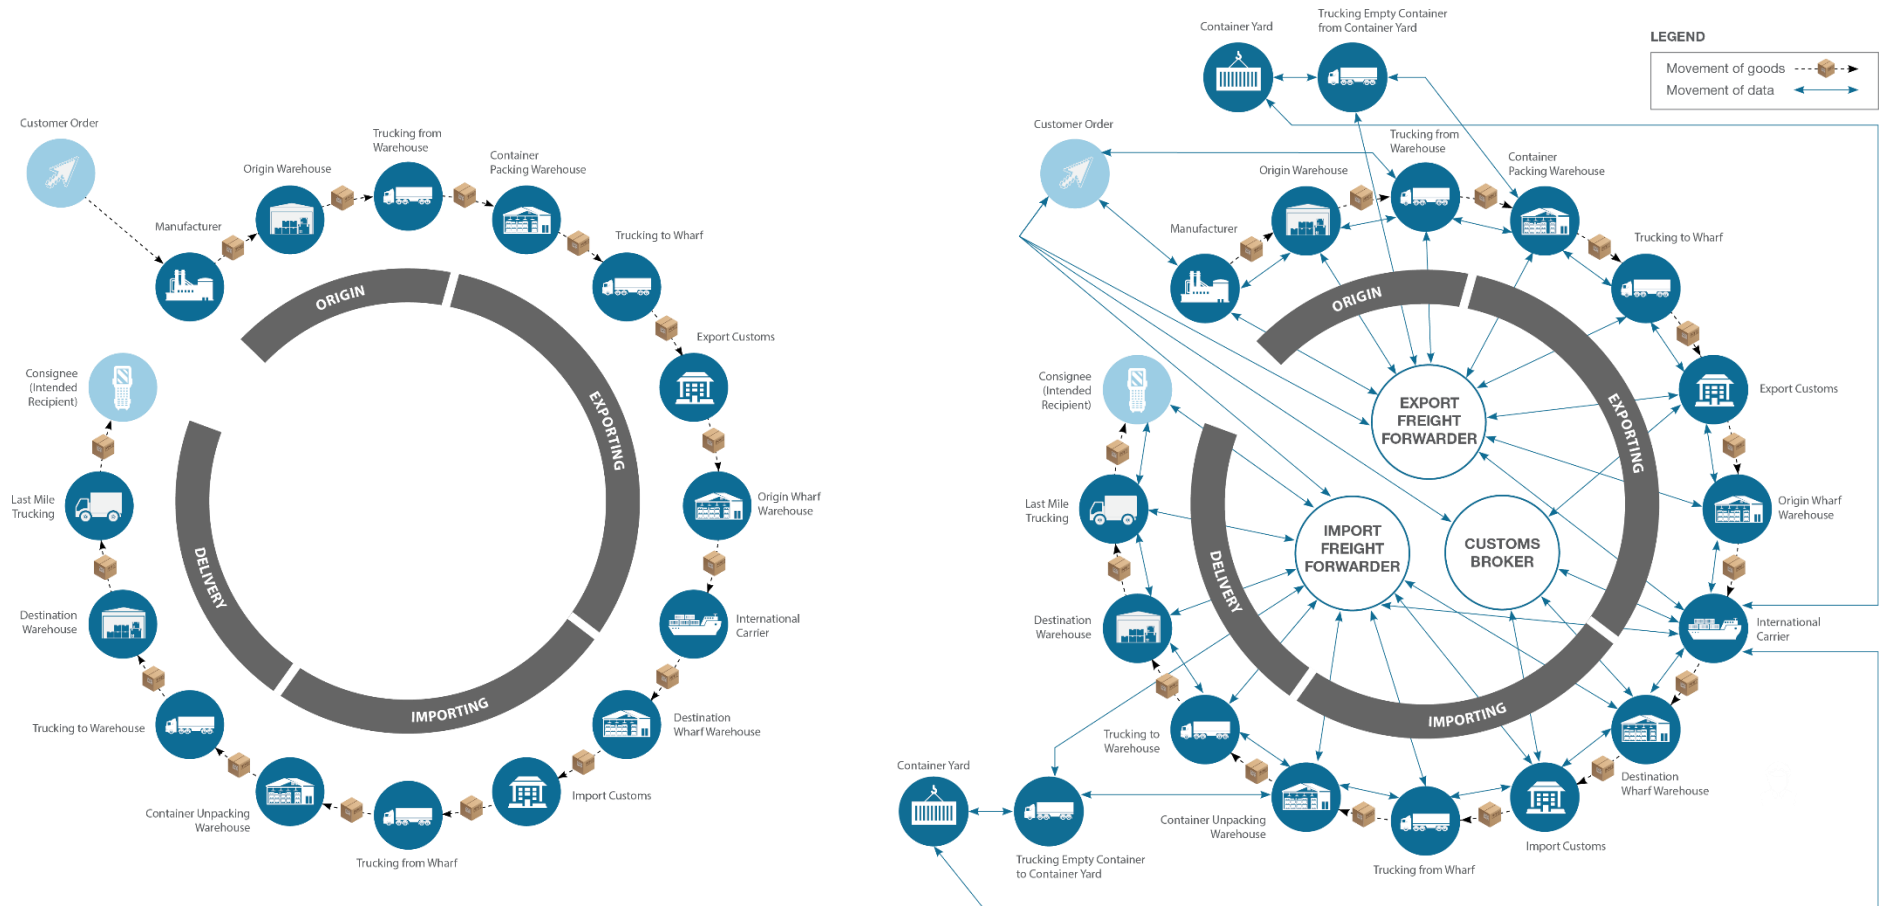 Customer Order
Manufacturer
Origin Warehouse
Trucking from
Warehouse
Container
Packing Warehouse
Trucking to Wharf
Export Customs
Origin Wharf
Warehouse
International
Carrier
Destination
Wharf Warehouse
Import Customs
Trucking from Wharf
Container Unpacking
Warehouse
Trucking to Warehouse
Destination
Warehouse
Last Mile
Trucking
Consignee
(Intended
Recipient)
ORIGIN
EXPORTING
IMPORTING
DELIVERY
Container Yard
Trucking Empty Container
from Container Yard
LEGEND
Movement of goods
Movement of data
Customer Order
Manufacturer
Origin Warehouse
Trucking from
Warehouse
Container
Packing Warehouse
Trucking to Wharf
Export Customs
Origin Wharf
Warehouse
International
Carrier
Destination
Wharf Warehouse
Import Customs
Trucking from Wharf
Container Unpacking
Warehouse
Trucking Empty Container
to Container Yard
Container Yard
Trucking to
Warehouse
Destination
Warehouse
Last Mile
Trucking
Consignee
(Intended
Recipient)
ORIGIN
EXPORTING
IMPORTING
DELIVERY
EXPORT
FREIGHT
FORWARDER
IMPORT
FREIGHT
FORWARDER
CUSTOMS
BROKER